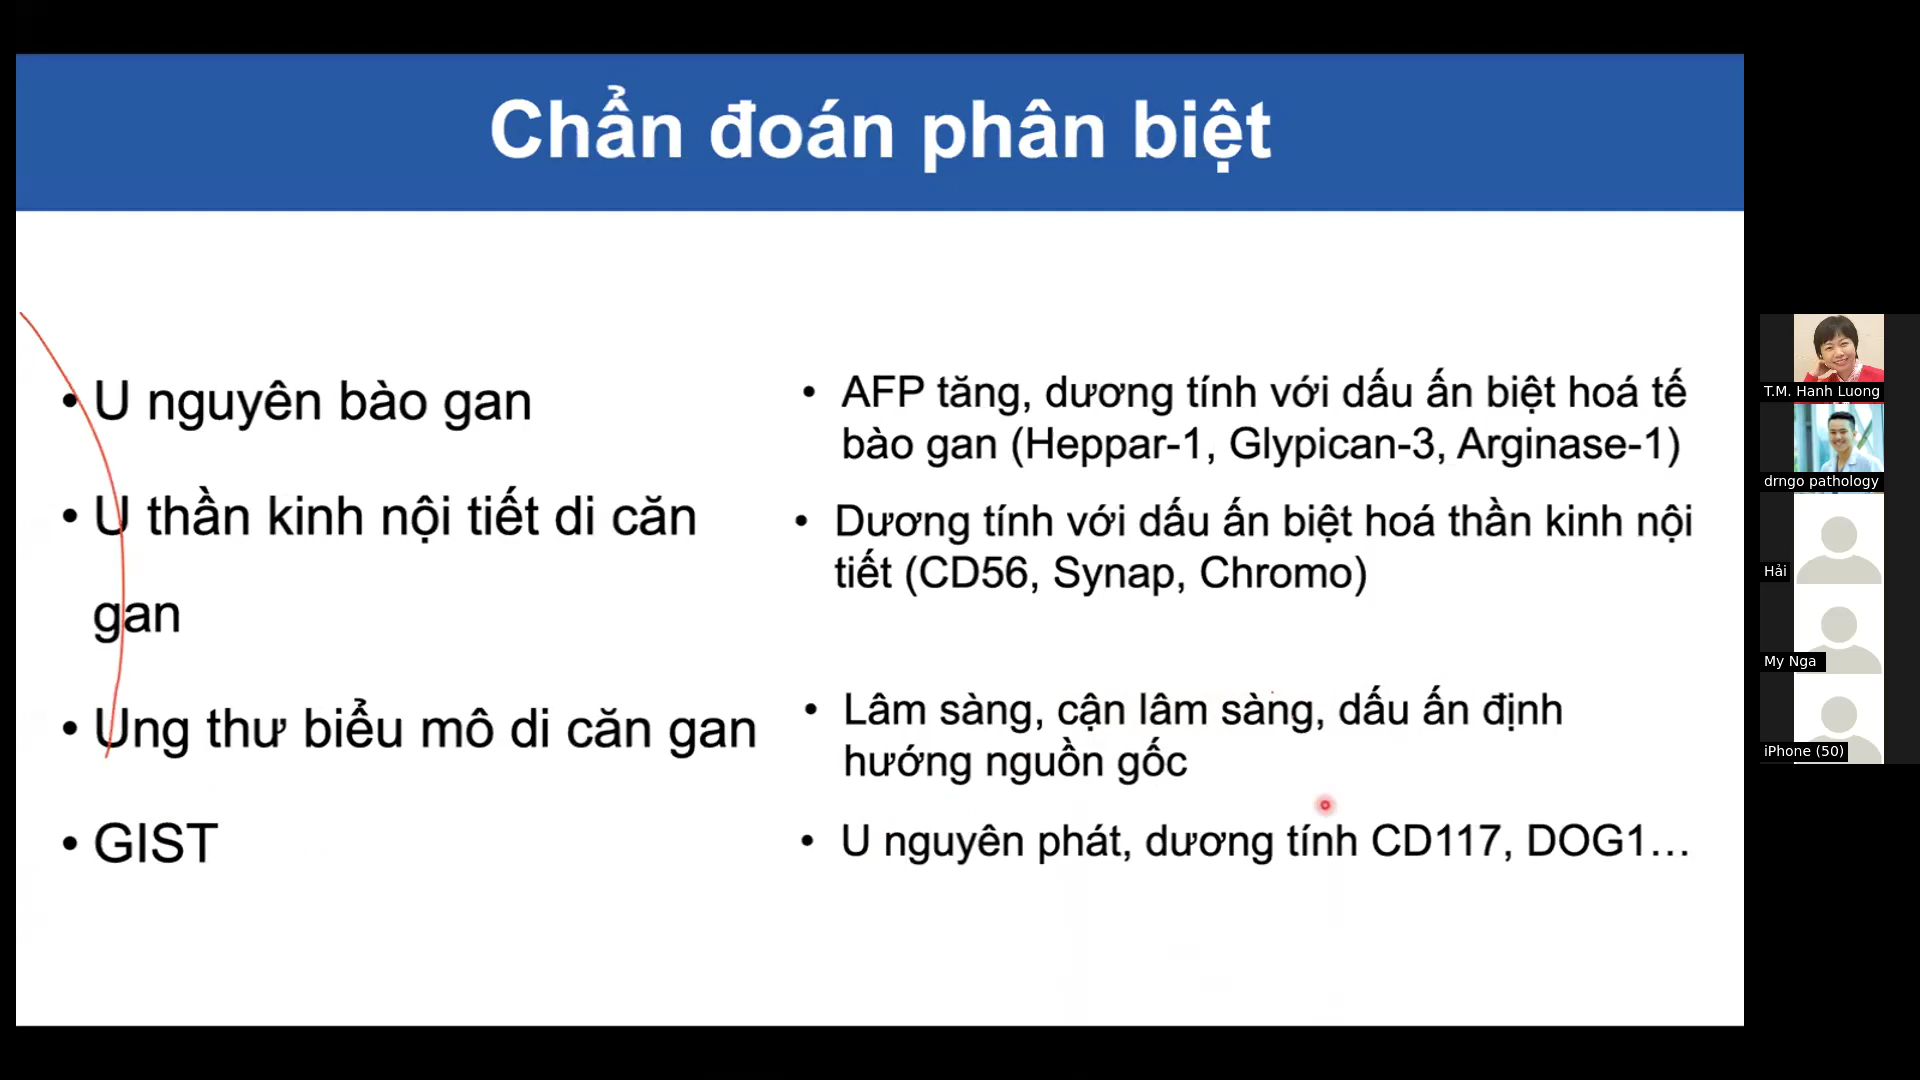 Chẩn đoán phân biệt
• U nguyên bào gan
• U thần kinh nội tiết di căn
gan
• Ung thư biểu mô di căn gan
• GIST
• AFP tăng, dương tính với dấu ấn biệt hoá tế
bào gan (Heppar-1, Glypican-3, Arginase-1)
• Dương tính với dấu ấn biệt hoá thần kinh nội
tiết (CD56, Synap, Chromo)
• Lâm sàng, cận lâm sàng, dấu ấn định
hướng nguồn gốc
• U nguyên phát, dương tính CD117, DOG1...
T.M. Hanh Luong
drngo pathology
Hải
My Nga
iPhone (50)